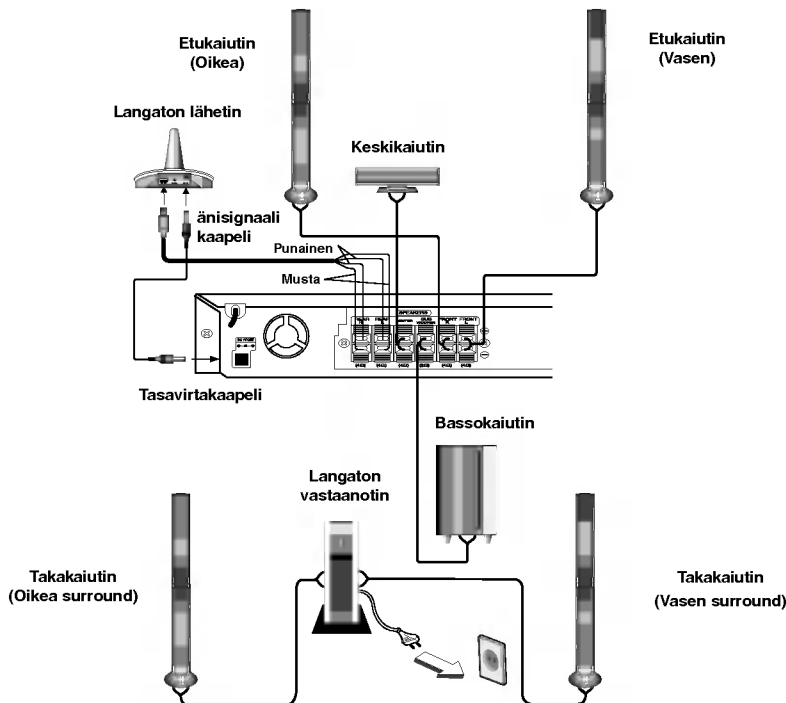 Etukaiutin
(Oikea)
Etukaiutin
(Vasen)
Langaton lähetin
Keskikaiutin
änisignaali
kaapeli
Punainen
Musta
SPEAKERS
Tasavirtakaapeli
Bassokaiutin
Langaton
vastaanotin
Takakaiutin
(Oikea surround)
Takakaiutin
(Vasen surround)